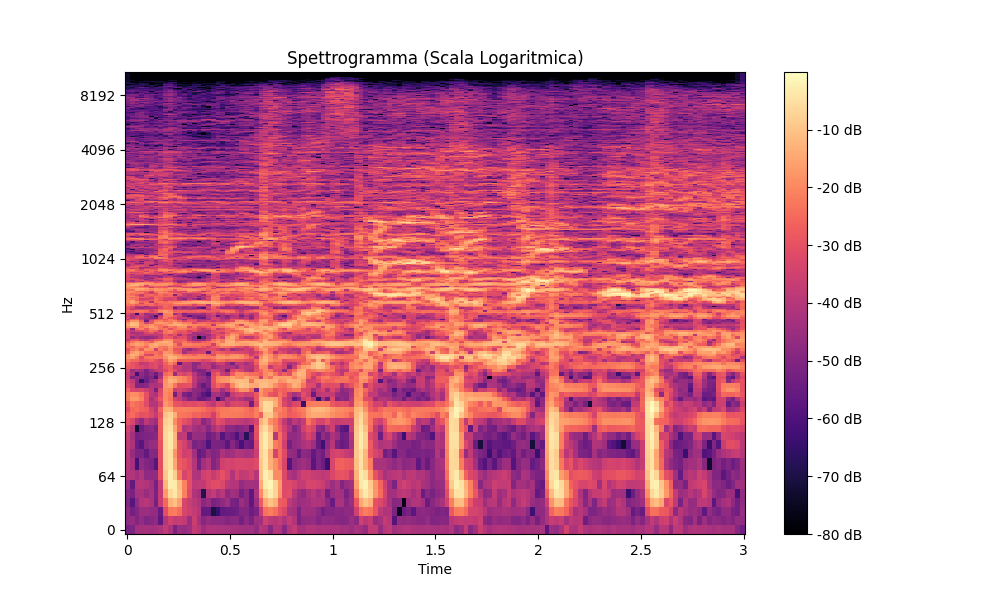 Spettrogramma (Scala Logaritmica)
Hz
8192
4096
2048
1024
512
256
128
64
0
0 0.5 1 1.5 2 2.5 3
Time
-10 dB
-20 dB
-30 dB
-40 dB
-50 dB
-60 dB
-70 dB
-80 dB